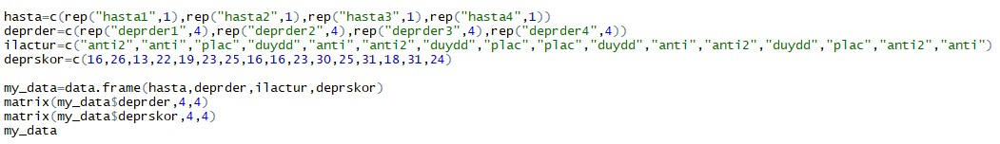 hasta=c(rep("hasta1",1),rep("hasta2",1),rep("hasta3",1),rep("hasta4",1))
deprder=c(rep("deprder1",4),rep("deprder2",4),rep("deprder3",4),rep("deprder4",4))
ilactur=c("anti2","anti","plac","duydd","anti","anti2","duydd","plac","plac","duydd","anti","anti2","duydd","plac","anti2","anti")
deprskor=c(16,26,13,22,19,23,25,16,16,23,30,25,31,18,31,24)
my_data=data.frame(hasta,deprder,ilactur,deprskor)
matrix(my_data$deprder,4,4)
matrix(my_data$deprskor,4,4)
my_data